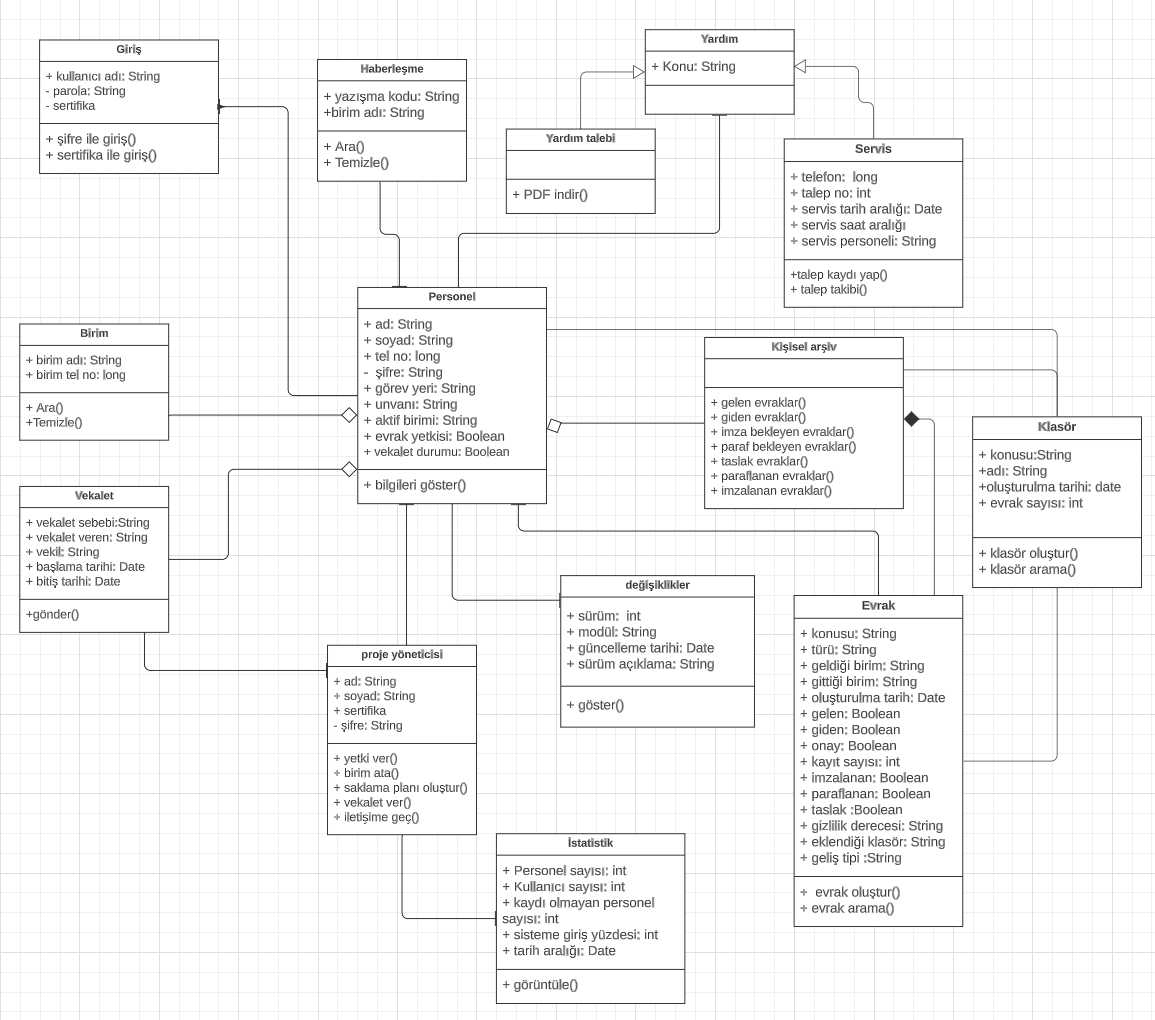 Giriş
+ kullanıcı adı: String
- parola: String
- sertifika
+ şifre ile giriş()
+ sertifika ile giriş()
Haberleşme
+ yazışma kodu: String
+birim adı: String
+ Ara()
+ Temizle()
Yardım
+ Konu: String
Yardım talebi
+ PDF indir()
Servis
+ telefon:  long
+ talep no: int
+ servis tarih aralığı: Date
+ servis saat aralığı
+ servis personeli: String
+talep kaydı yap()
+ talep takibi()
Personel
+ ad: String
+ soyad: String
+ tel no: long
-  şifre: String
+ görev yeri: String
+ unvanı: String
+ aktif birimi: String
+ evrak yetkisi: Boolean
+ vekalet durumu: Boolean
+ bilgileri göster()
Birim
+ birim adı: String
+ birim tel no: long
+ Ara()
+Temizle()
Kişisel arşiv
+ gelen evraklar()
+ giden evraklar()
+ imza bekleyen evraklar()
+ paraf bekleyen evraklar()
+ taslak evraklar()
+ paraflanan evraklar()
+ imzalanan evraklar()
Klasör
+ konusu:String
+adı: String
+oluşturulma tarihi: date
+ evrak sayısı: int
+ klasör oluştur()
+ klasör arama()
Vekalet
+ vekalet sebebi:String
+ vekalet veren: String
+ vekil: String
+ başlama tarihi: Date
+ bitiş tarihi: Date
+gönder()
değişiklikler
+ sürüm:  int
+ modül: String
+ güncelleme tarihi: Date
+ sürüm açıklama: String
+ göster()
Evrak
+ konusu: String
+ türü: String
+ geldiği birim: String
+ gittiği birim: String
+ oluşturulma tarih: Date
+ gelen: Boolean
+ giden: Boolean
+ onay: Boolean
+ kayıt sayısı: int
+ imzalanan: Boolean
+ paraflanan: Boolean
+ taslak :Boolean
+ gizlilik derecesi: String
+ eklendiği klasör: String
+ geliş tipi :String
+  evrak oluştur()
+ evrak arama()
proje yöneticisi
+ ad: String
+ soyad: String
+ sertifika
- şifre: String
+ yetki ver()
+ birim ata()
+ saklama planı oluştur()
+ vekalet ver()
+ iletişime geç()
İstatistik
+ Personel sayısı: int
+ Kullanıcı sayısı: int
+ kaydı olmayan personel
sayısı: int
+ sisteme giriş yüzdesi: int
+ tarih aralığı: Date
+ görüntüle()